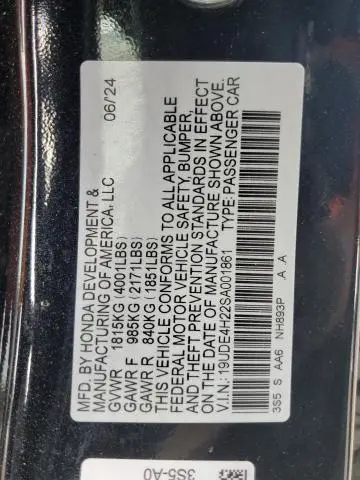 MFD. BY HONDA DEVELOPMENT &
MANUFACTURING OF AMERICA, LLC 06/24
GVWR 1815KG (4001LBS)
GAWR F 985KG (2171LBS)
GAWR R 840KG (1851LBS)
THIS VEHICLE CONFORMS TO ALL APPLICABLE
FEDERAL MOTOR VEHICLE SAFETY, BUMPER,
AND THEFT PREVENTION STANDARDS IN EFFECT
ON THE DATE OF MANUFACTURE SHOWN ABOVE.
V.I.N.: 19UDE4H22SA001861 TYPE: PASSENGER CAR
3S5 S AA6 NH893P A A
3S5-A0